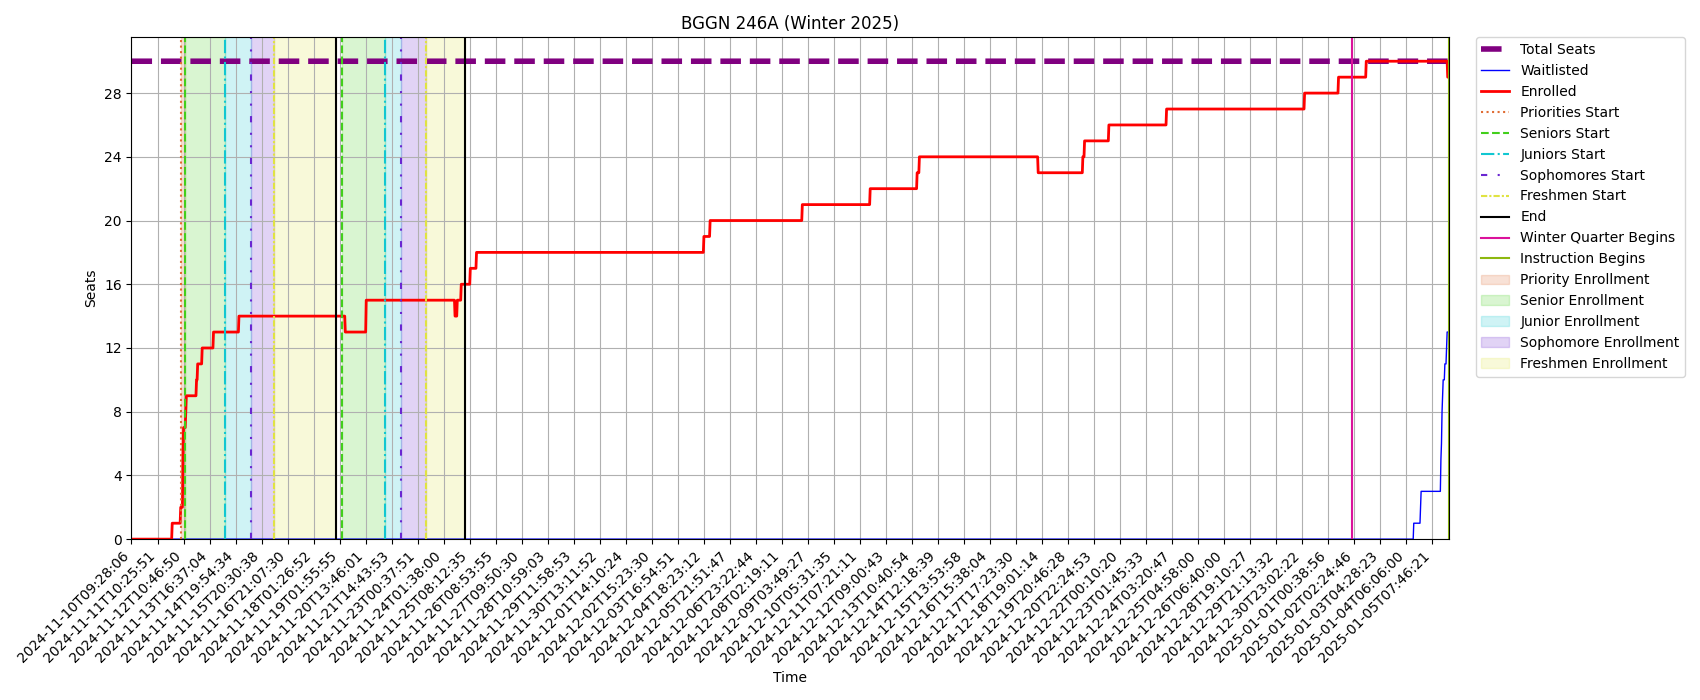 BGGN 246A (Winter 2025)
Total Seats
Waitlisted
Enrolled
Priorities Start
Seniors Start
Juniors Start
Sophomores Start
Freshmen Start
End
Winter Quarter Begins
Instruction Begins
Priority Enrollment
Senior Enrollment
Junior Enrollment
Sophomore Enrollment
Freshmen Enrollment
Seats
28
24
20
16
12
8
4
0
2024-11-10T09:28:06
2024-11-11T10:25:51
2024-11-12T10:46:50
2024-11-13T16:37:04
2024-11-14T19:54:34
2024-11-15T20:30:38
2024-11-16T21:07:30
2024-11-18T01:26:52
2024-11-19T01:55:55
2024-11-20T13:46:01
2024-11-21T14:43:53
2024-11-23T00:37:51
2024-11-24T01:38:00
2024-11-25T08:12:35
2024-11-26T08:53:55
2024-11-27T09:50:30
2024-11-28T10:59:03
2024-11-29T11:58:53
2024-11-30T13:11:52
2024-12-01T14:10:24
2024-12-02T15:23:30
2024-12-03T16:54:51
2024-12-04T18:23:12
2024-12-05T21:51:47
2024-12-06T23:22:44
2024-12-08T02:19:11
2024-12-09T03:49:27
2024-12-10T05:31:35
2024-12-11T07:21:11
2024-12-12T09:00:43
2024-12-13T10:40:54
2024-12-14T12:18:39
2024-12-15T13:53:58
2024-12-16T15:38:04
2024-12-17T17:23:30
2024-12-18T19:01:14
2024-12-19T20:46:28
2024-12-20T22:24:53
2024-12-22T00:10:20
2024-12-23T01:45:33
2024-12-24T03:20:47
2024-12-25T04:58:00
2024-12-26T06:40:00
2024-12-28T19:10:27
2024-12-29T21:13:32
2024-12-30T23:02:22
2025-01-01T00:38:56
2025-01-02T02:24:46
2025-01-03T04:28:23
2025-01-04T06:06:00
2025-01-05T07:46:21
Time